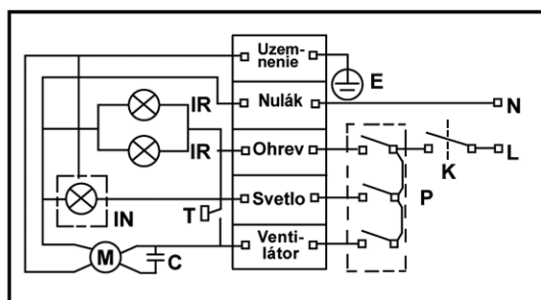 Uzem-
nenie
E
IR
Nulák
N
IR
Ohrev
K
L
IN
T
Svetlo
P
M
C
Venti-
látor